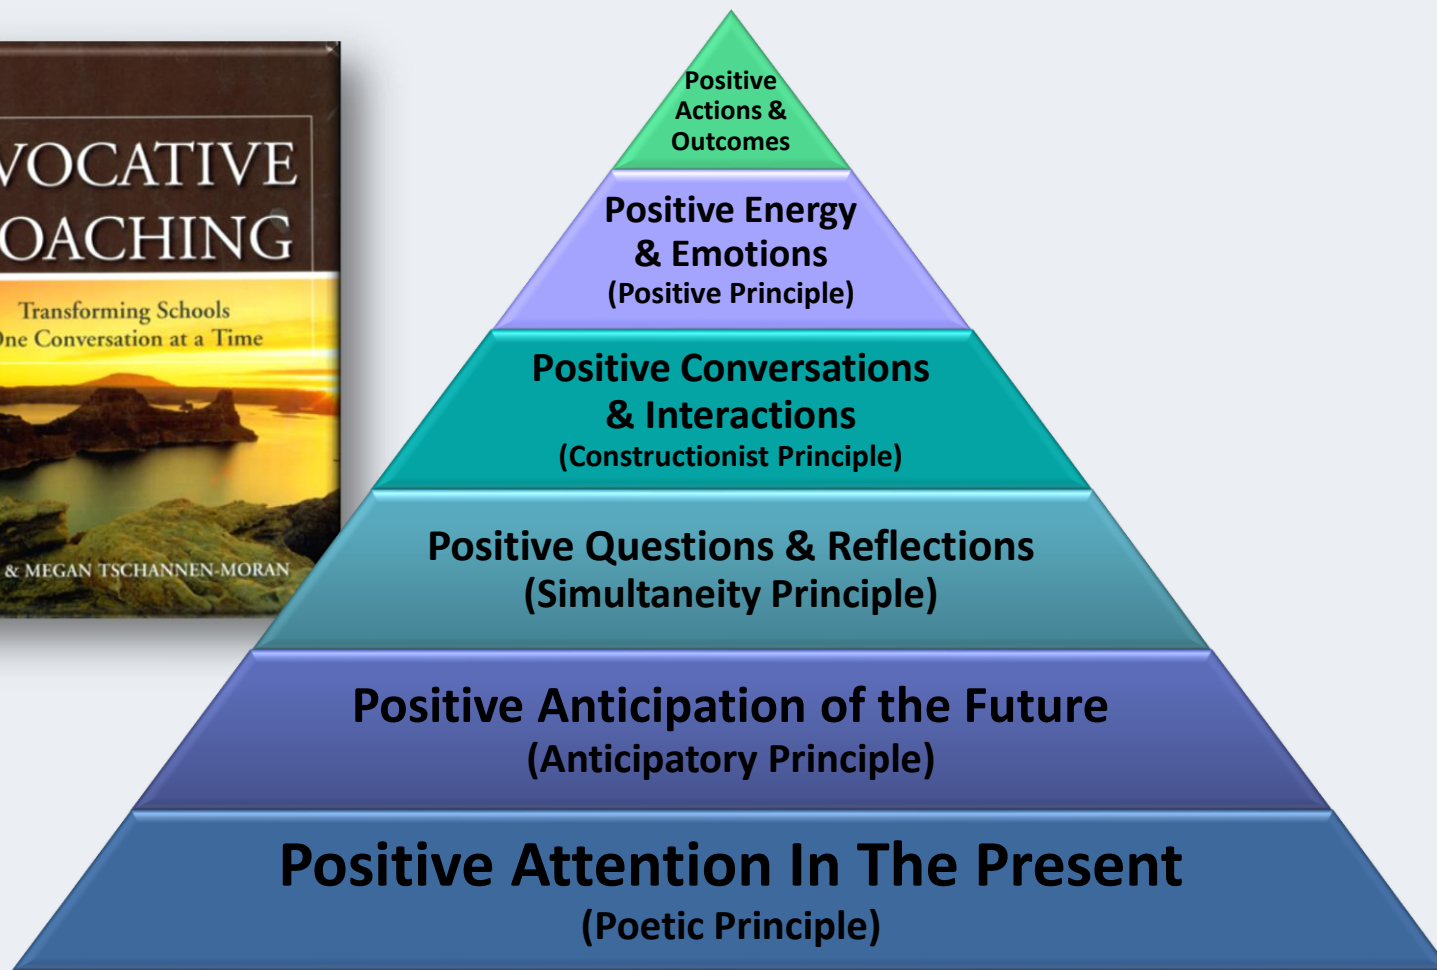 VOCATIVE
OACHING
Transforming Schools
One Conversation at a Time
& MEGAN TSCHANNEN-MORAN
Positive
Actions &
Outcomes
Positive Energy
& Emotions
(Positive Principle)
Positive Conversations
& Interactions
(Constructionist Principle)
Positive Questions & Reflections
(Simultaneity Principle)
Positive Anticipation of the Future
(Anticipatory Principle)
Positive Attention In The Present
(Poetic Principle)